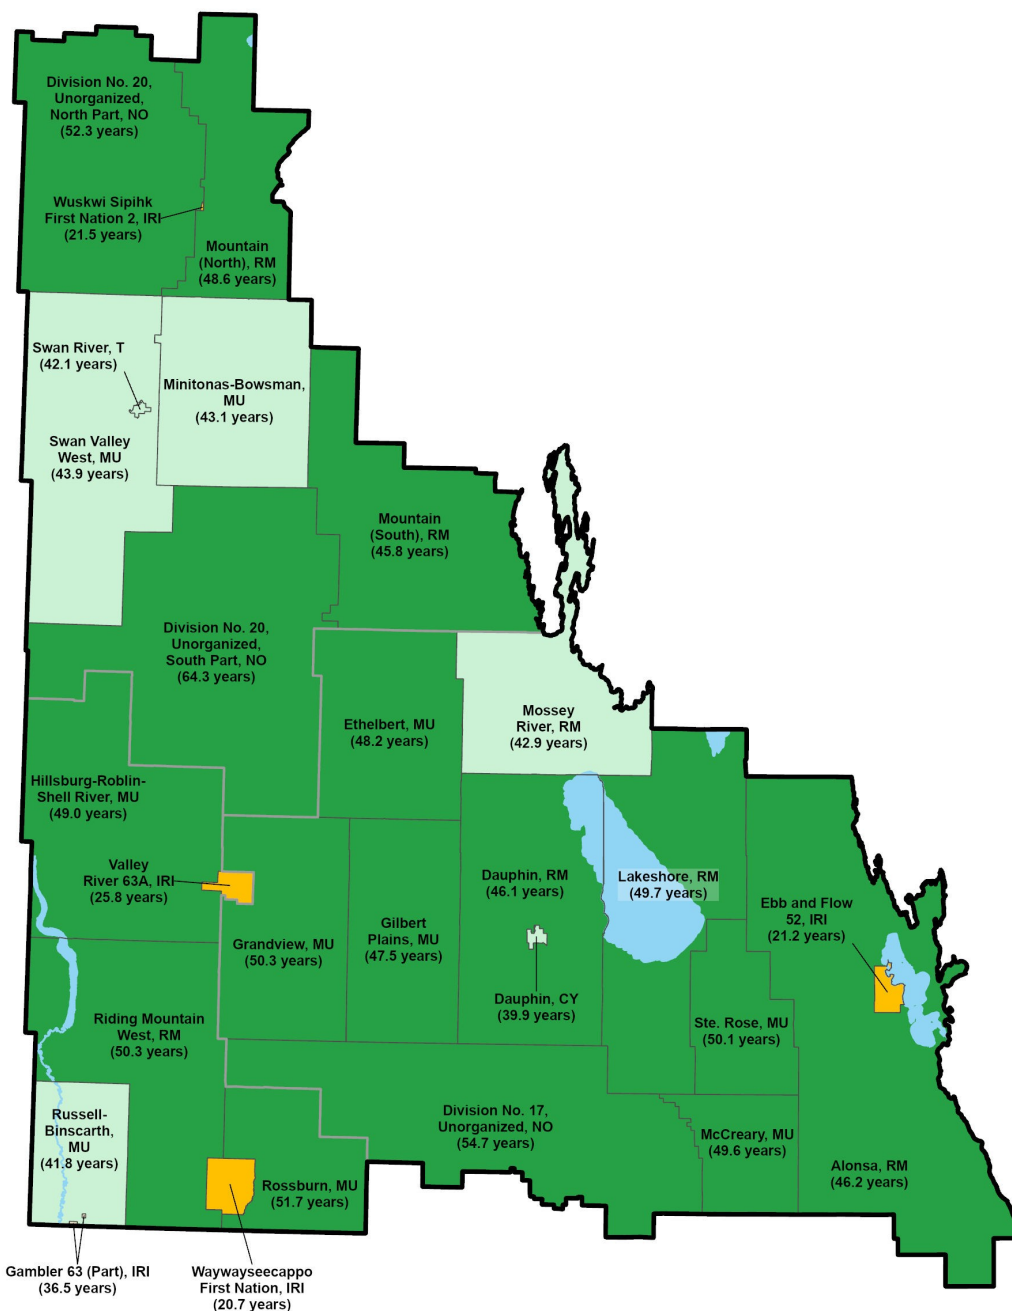 Division No. 20,
Unorganized,
North Part, NO
(52.3 years)
Wuskwi Sipihk
First Nation 2, IRI
(21.5 years)
Mountain
(North), RM
(48.6 years)
Swan River, T
(42.1 years)
Minitonas-Bowsman,
MU
(43.1 years)
Swan Valley
West, MU
(43.9 years)
Mountain
(South), RM
(45.8 years)
Division No. 20,
Unorganized,
South Part, NO
(64.3 years)
Ethelbert, MU
(48.2 years)
Mossey
River, RM
(42.9 years)
Hillsburg-Roblin-
Shell River, MU
(49.0 years)
Valley
River 63A, IRI
(25.8 years)
Grandview, MU
(50.3 years)
Gilbert
Plains, MU
(47.5 years)
Dauphin, RM
(46.1 years)
Lakeshore, RM
(49.7 years)
Ebb and Flow
52, IRI
(21.2 years)
Dauphin, CY
(39.9 years)
Riding Mountain
West, RM
(50.3 years)
Ste. Rose, MU
(50.1 years)
Russell-
Binscarth,
MU
(41.8 years)
Division No. 17,
Unorganized, NO
(54.7 years)
McCreary, MU
(49.6 years)
Alonsa, RM
(46.2 years)
Rossburn, MU
(51.7 years)
Gambler 63 (Part), IRI
(36.5 years)
Waywayseecappo
First Nation, IRI
(20.7 years)